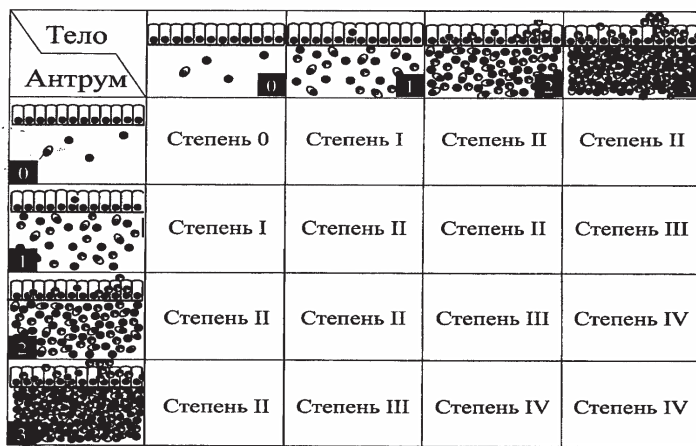 Тело
Антрум
0 1 2 3
0 Степень 0 Степень I Степень II Степень II
1 Степень I Степень II Степень II Степень III
2 Степень II Степень II Степень III Степень IV
3 Степень II Степень III Степень IV Степень IV